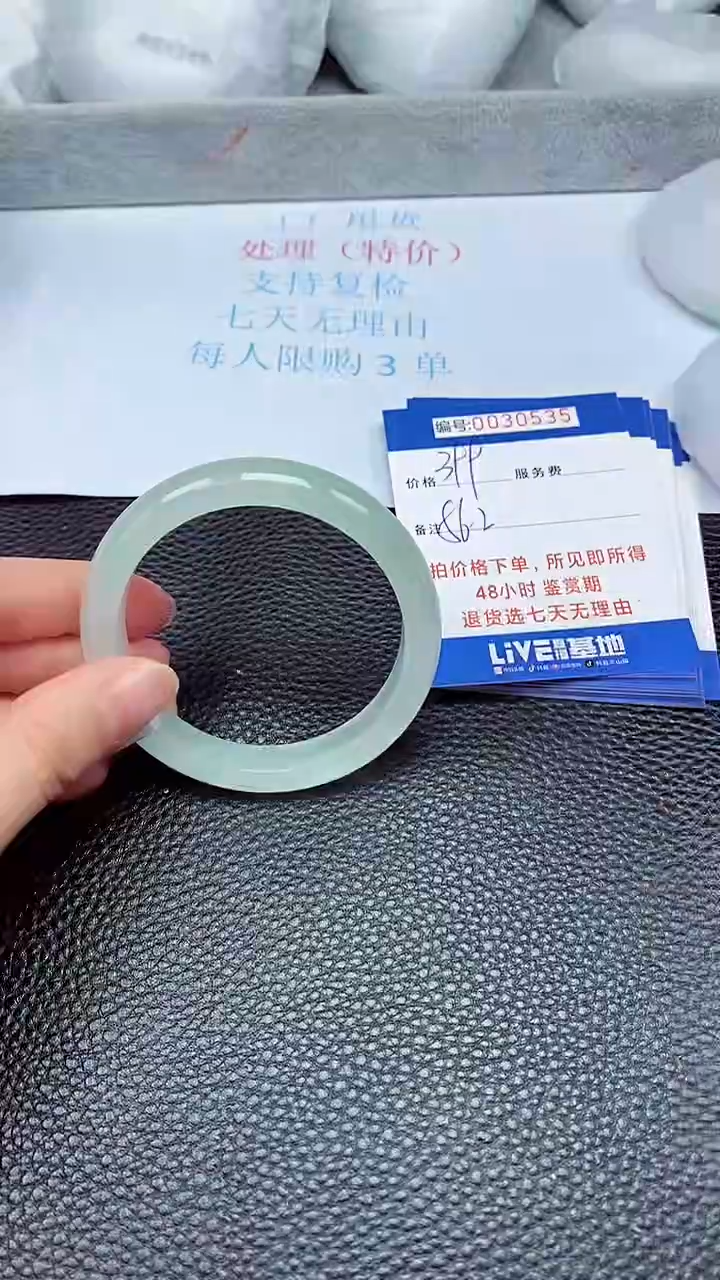 处理（特价）
支持复检
七天无理由
每人限购3单
编号:0030535
价格 服务费
备注 56.2
拍价格下单，所见即所得
48小时 鉴赏期
退货选七天无理由
LiVE 基地